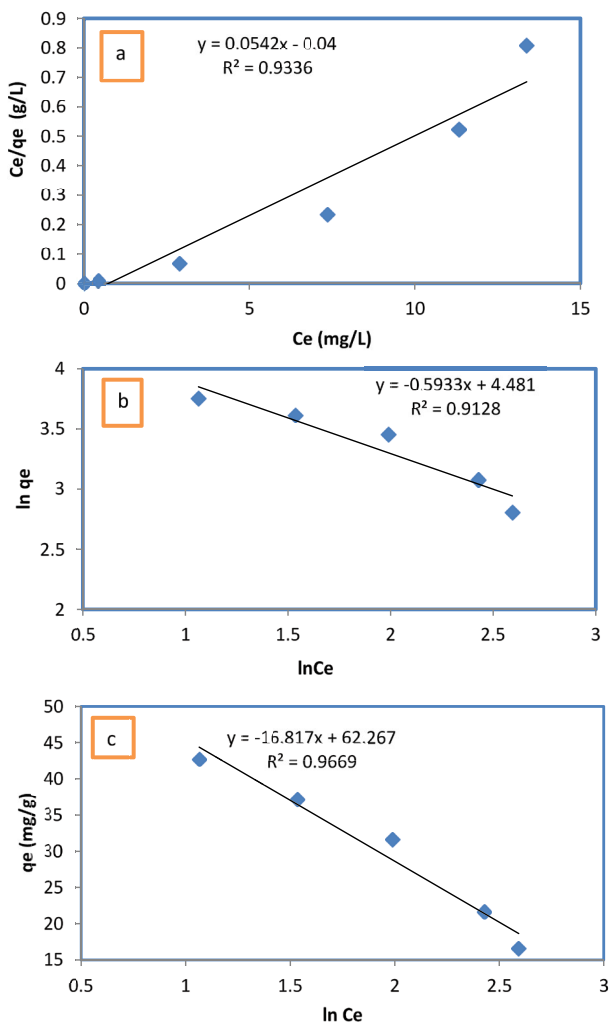 a
y = 0.0542x - 0.04
R² = 0.9336
Ce/qe (g/L)
0.9
0.8
0.7
0.6
0.5
0.4
0.3
0.2
0.1
0
0 5 10 15
Ce (mg/L)
b
y = -0.5933x + 4.481
R² = 0.9128
ln qe
4
3.5
3
2.5
2
0.5 1 1.5 2 2.5 3
lnCe
c
y = -16.817x + 62.267
R² = 0.9669
qe (mg/g)
50
45
40
35
30
25
20
15
0.5 1 1.5 2 2.5 3
ln Ce